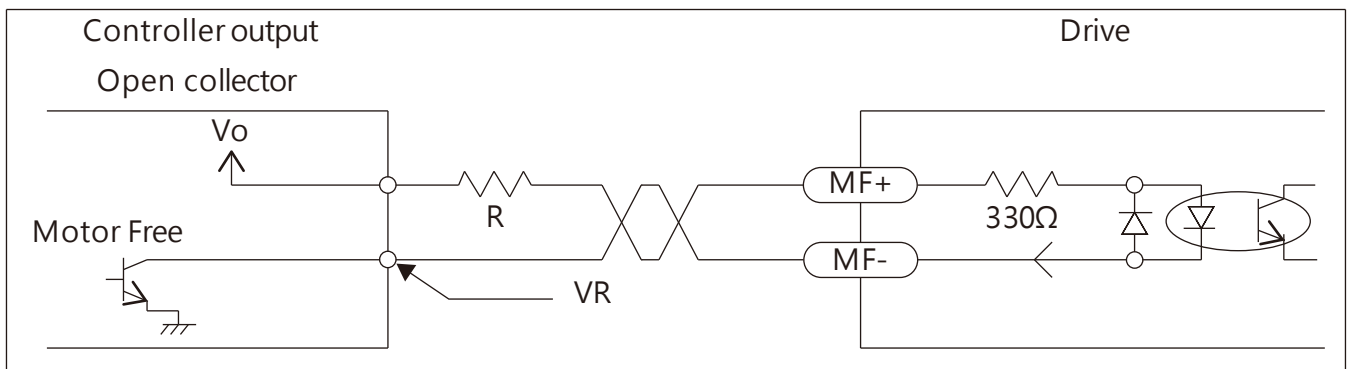 Controller output
Drive
Open collector
Vo
MF+
R
330Ω
Motor Free
MF-
VR